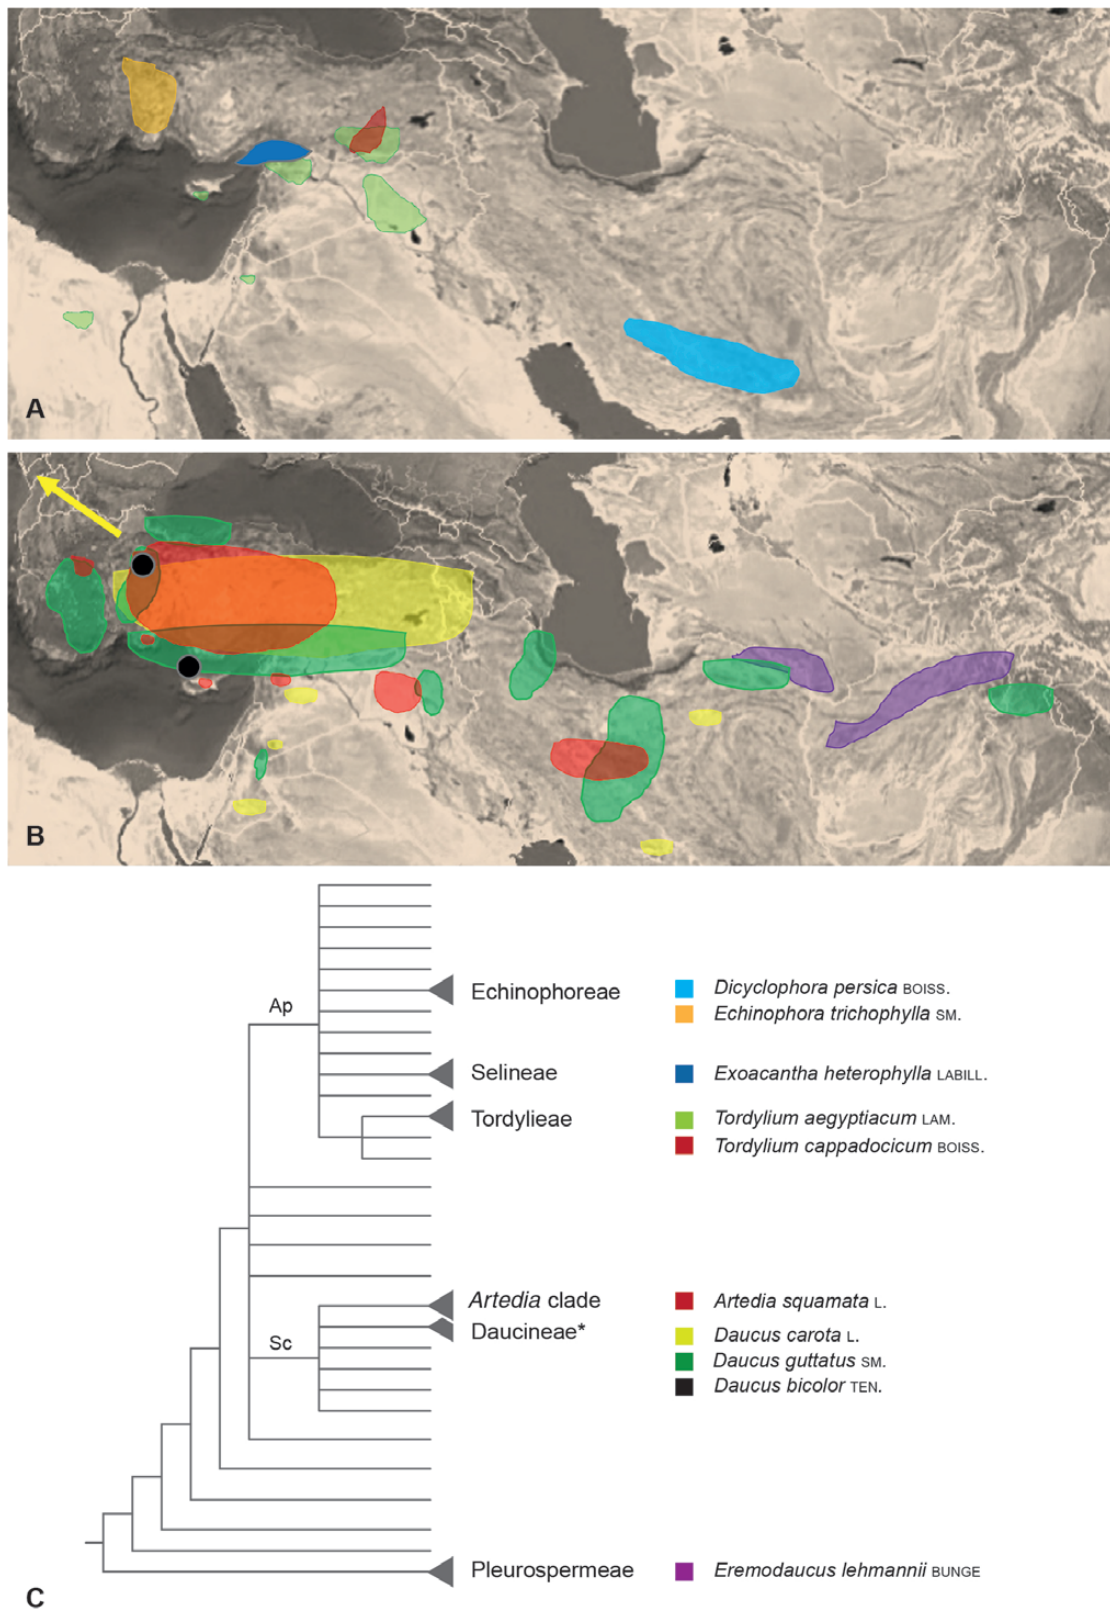 A
B
Ap
Echinophoreae
Dicyclophora persica BOISS.
Echinophora trichophylla SM.
Selineae
Exoacantha heterophylla LABILL.
Tordylieae
Tordylium aegyptiacum LAM.
Tordylium cappadocicum BOISS.
Artedia clade
Artedia squamata L.
Daucineae*
Daucus carota L.
Sc
Daucus guttatus SM.
Daucus bicolor TEN.
Pleurospermeae
Eremodaucus lehmannii BUNGE
C